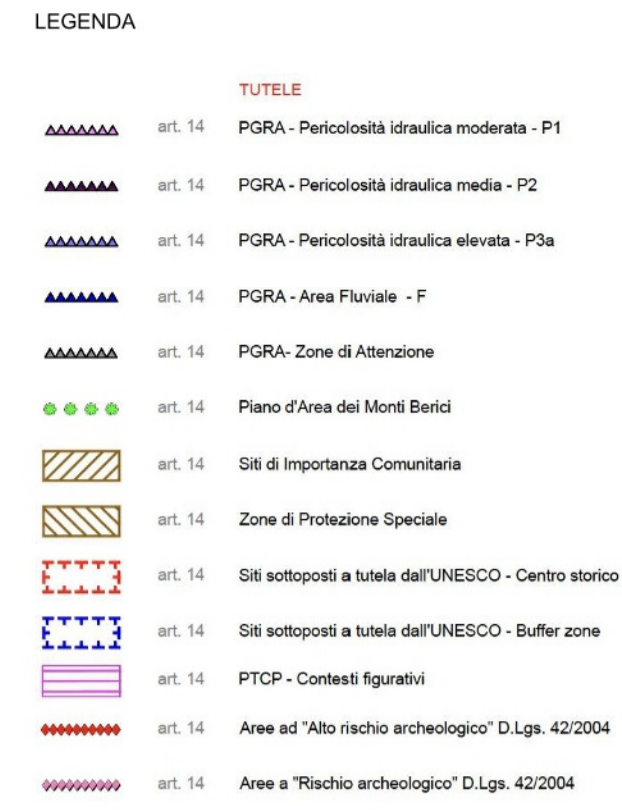 LEGENDA
TUTELE
art. 14 PGRA - Pericolosità idraulica moderata - P1
art. 14 PGRA - Pericolosità idraulica media - P2
art. 14 PGRA - Pericolosità idraulica elevata - P3a
art. 14 PGRA - Area Fluviale - F
art. 14 PGRA- Zone di Attenzione
art. 14 Piano d'Area dei Monti Berici
art. 14 Siti di Importanza Comunitaria
art. 14 Zone di Protezione Speciale
art. 14 Siti sottoposti a tutela dall'UNESCO - Centro storico
art. 14 Siti sottoposti a tutela dall'UNESCO - Buffer zone
art. 14 PTCP - Contesti figurativi
art. 14 Aree ad "Alto rischio archeologico" D.Lgs. 42/2004
art. 14 Aree a "Rischio archeologico" D.Lgs. 42/2004